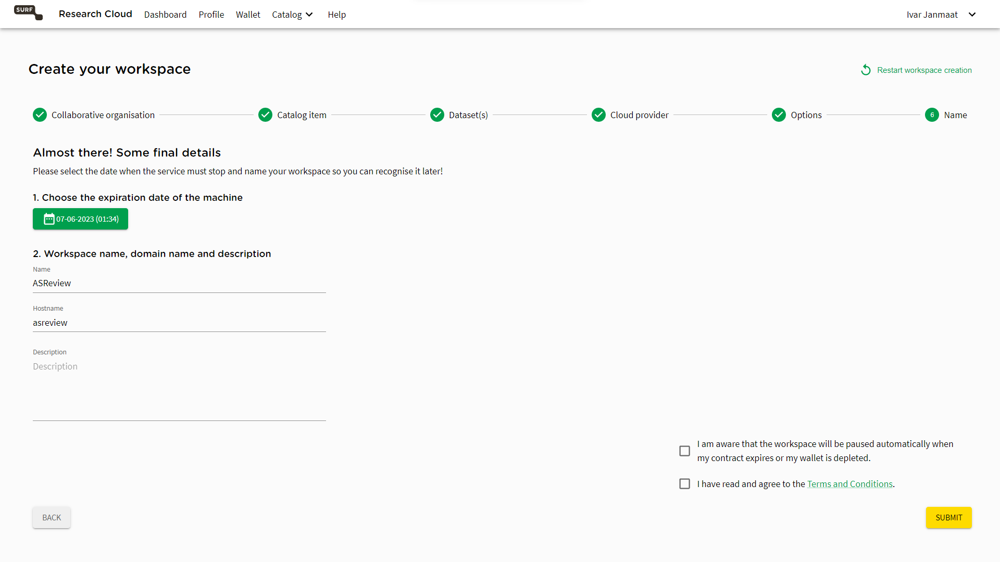 SURF
Research Cloud Dashboard Profile Wallet Catalog Help Ivar Janmaat
Create your workspace
Restart workspace creation
Collaborative organisation Catalog item Dataset(s) Cloud provider Options 6 Name
Almost there! Some final details
Please select the date when the service must stop and name your workspace so you can recognise it later!
1. Choose the expiration date of the machine
07-06-2023 (01:34)
2. Workspace name, domain name and description
Name
ASReview
Hostname
asreview
Description
Description
I am aware that the workspace will be paused automatically when
my contract expires or my wallet is depleted.
I have read and agree to the Terms and Conditions.
BACK
SUBMIT